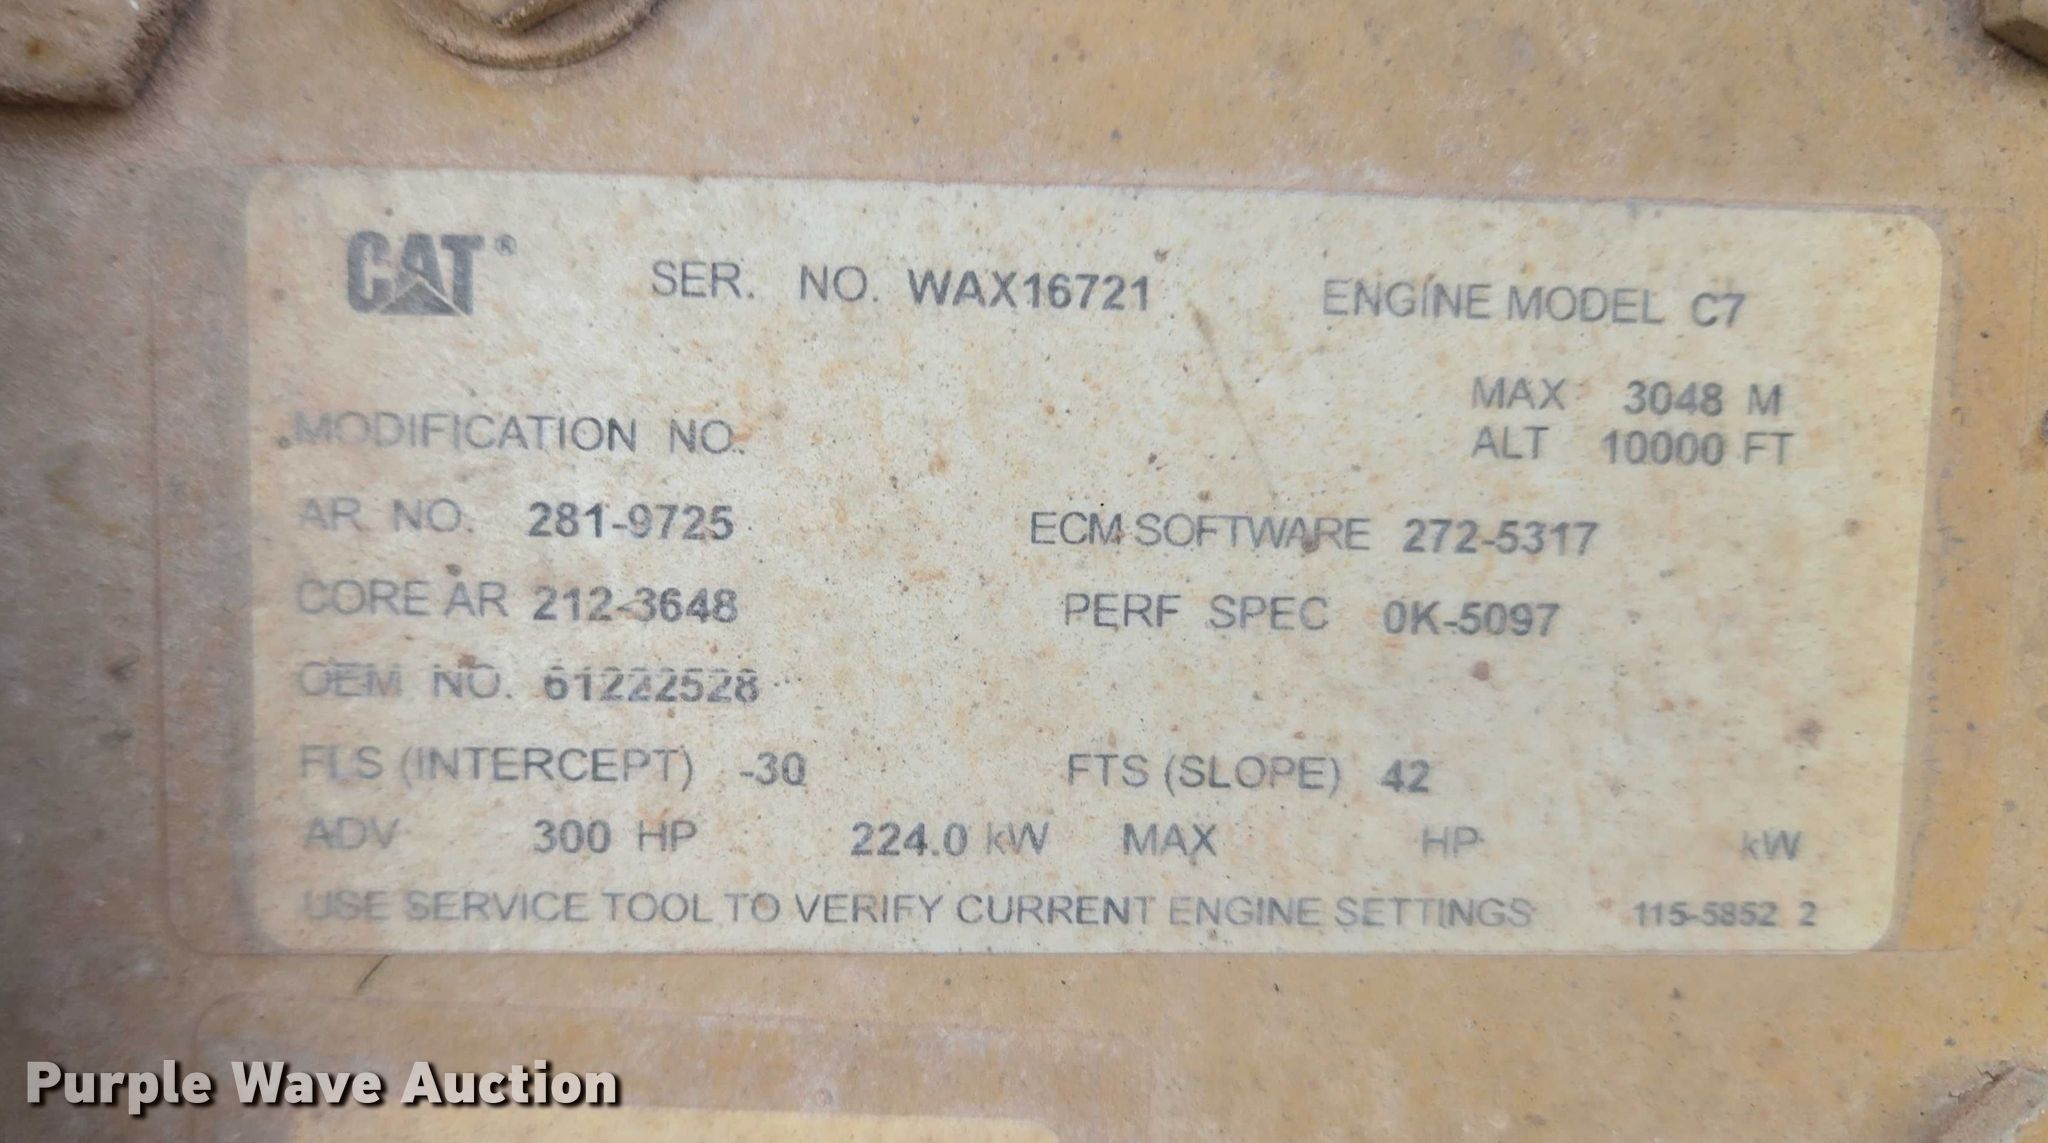 CAT® SER. NO. WAX16721 ENGINE MODEL C7
MAX 3048 M
MODIFICATION NO. ALT 10000 FT
AR NO. 281-9725 ECM SOFTWARE 272-5317
CORE AR 212-3648 PERF SPEC 0K-5097
OEM NO. 61222528
FLS (INTERCEPT) -30 FTS (SLOPE) 42
ADV 300 HP 224.0 kW MAX HP kW
USE SERVICE TOOL TO VERIFY CURRENT ENGINE SETTINGS 115-5852 2
Purple Wave Auction